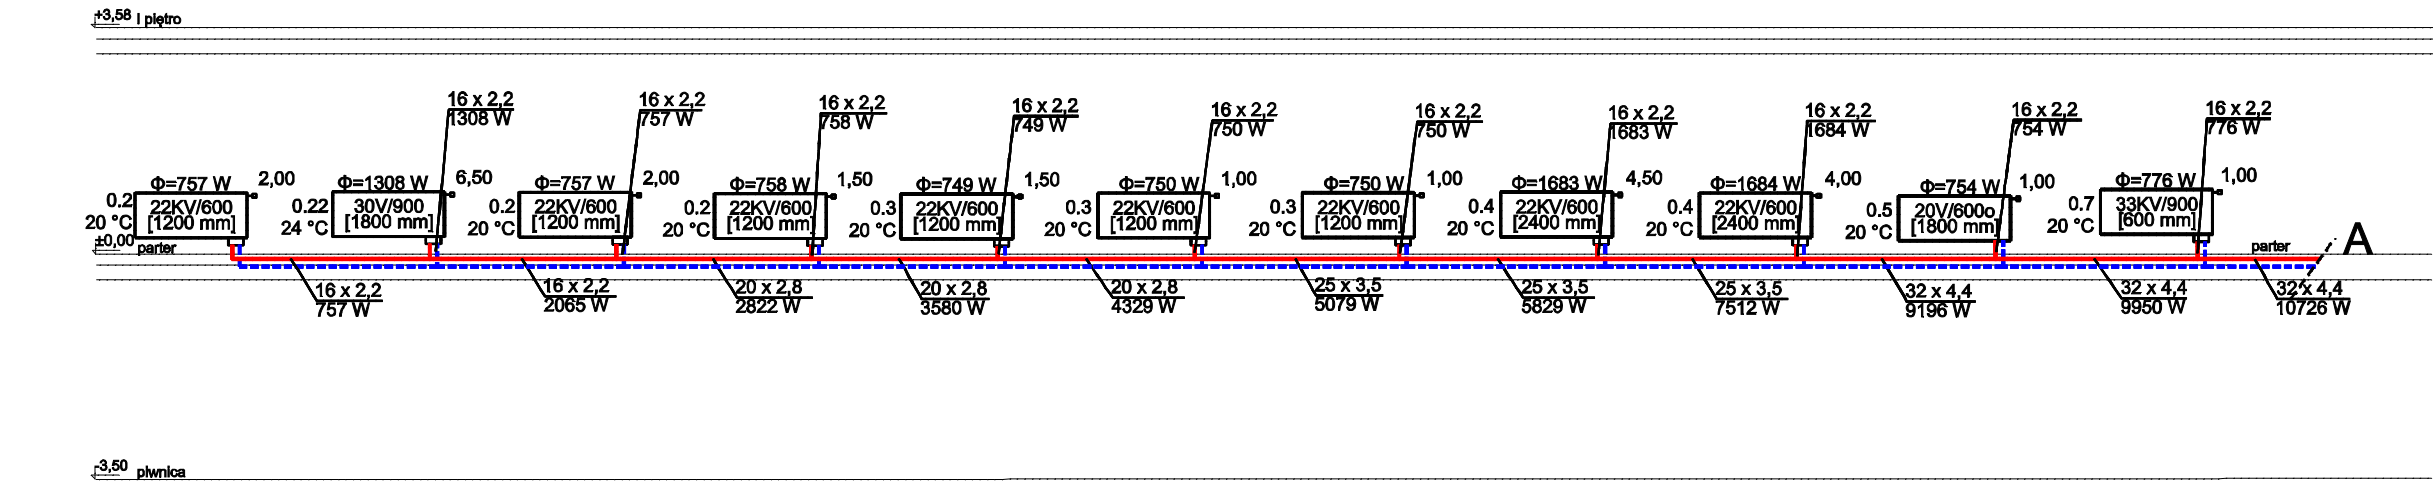 +3,58 I piętro
16 x 2,2
1308 W
16 x 2,2
757 W
16 x 2,2
758 W
16 x 2,2
749 W
16 x 2,2
750 W
16 x 2,2
750 W
16 x 2,2
1683 W
16 x 2,2
1684 W
16 x 2,2
754 W
16 x 2,2
776 W
0.2
20 °C
Φ=757 W
22KV/600
[1200 mm]
2,00
0.22
24 °C
Φ=1308 W
30V/900
[1800 mm]
6,50
0.2
20 °C
Φ=757 W
22KV/600
[1200 mm]
2,00
0.2
20 °C
Φ=758 W
22KV/600
[1200 mm]
1,50
0.3
20 °C
Φ=749 W
22KV/600
[1200 mm]
1,50
0.3
20 °C
Φ=750 W
22KV/600
[1200 mm]
1,00
0.3
20 °C
Φ=750 W
22KV/600
[1200 mm]
1,00
0.4
20 °C
Φ=1683 W
22KV/600
[2400 mm]
4,50
0.4
20 °C
Φ=1684 W
22KV/600
[2400 mm]
4,00
0.5
20 °C
Φ=754 W
20V/600o
[1800 mm]
1,00
0.7
20 °C
Φ=776 W
33KV/900
[600 mm]
1,00
±0,00 parter
parter
A
16 x 2,2
757 W
16 x 2,2
2065 W
20 x 2,8
2822 W
20 x 2,8
3580 W
20 x 2,8
4329 W
25 x 3,5
5079 W
25 x 3,5
5829 W
25 x 3,5
7512 W
32 x 4,4
9196 W
32 x 4,4
9950 W
32 x 4,4
10726 W
-3,50 piwnica